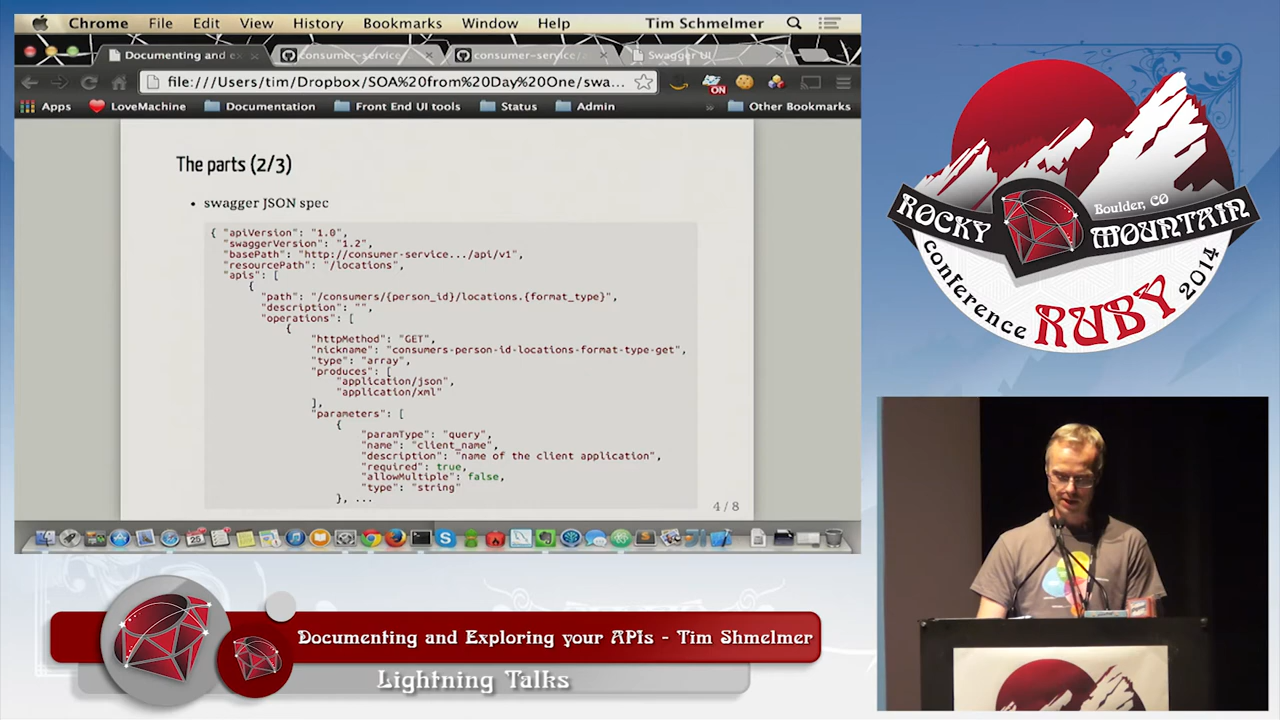 Chrome File Edit View History Bookmarks Window Help Tim Schmelmer
Documenting and e consumer-service consumer-service/ Swagger UI
file:///Users/tim/Dropbox/SOA%20from%20Day%20One/swa...
ON
Apps LoveMachine Documentation Front End UI tools Status Admin » Other Bookmarks
The parts (2/3)
• swagger JSON spec
{ "apiVersion": "1.0",
"swaggerVersion": "1.2",
"basePath": "http://consumer-service.../api/v1",
"resourcePath": "/locations",
"apis": [
{
"path": "/consumers/{person_id}/locations.{format_type}",
"description": "",
"operations": [
{
"httpMethod": "GET",
"nickname": "consumers-person-id-locations-format-type-get",
"type": "array",
"produces": [
"application/json",
"application/xml"
],
"parameters": [
{
"paramType": "query",
"name": "client_name",
"description": "name of the client application",
"required": true,
"allowMultiple": false,
"type": "string"
}, ...
4 / 8
25
Boulder, CO
ROCKY MOUNTAIN
conference RUBY 2014
Documenting and Exploring your APIs - Tim Shmelmer
Lightning Talks